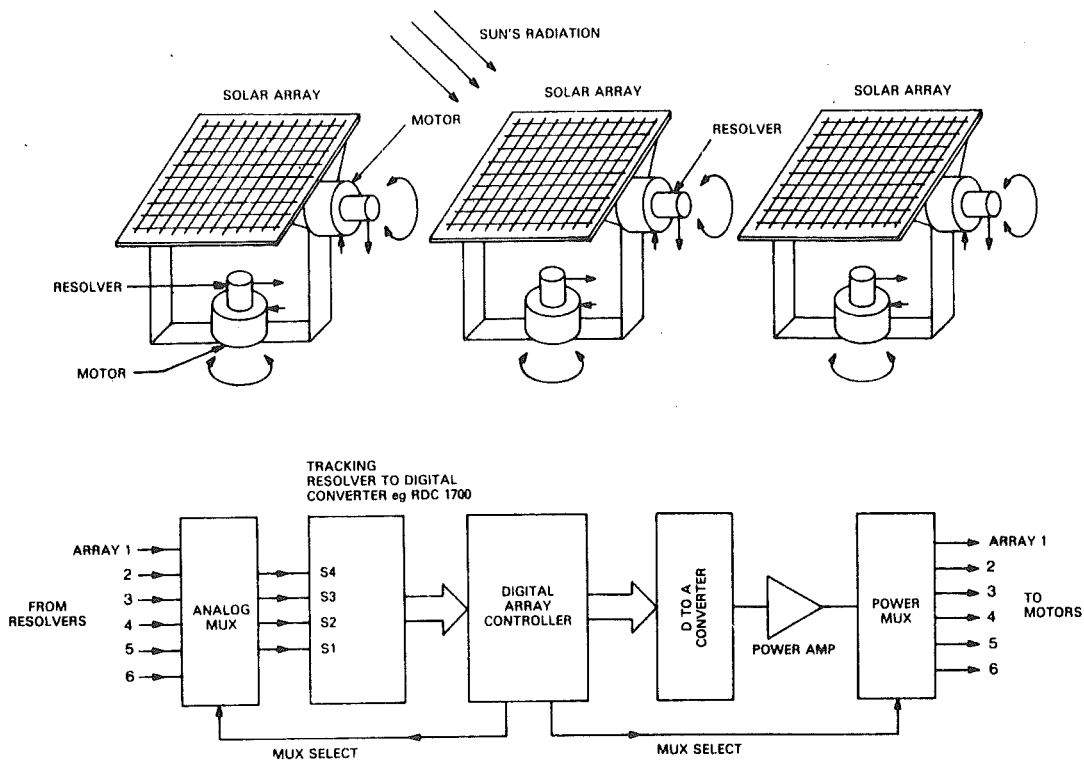 SUN'S RADIATION
SOLAR ARRAY
SOLAR ARRAY
SOLAR ARRAY
MOTOR
RESOLVER
RESOLVER
MOTOR
TRACKING
RESOLVER TO DIGITAL
CONVERTER eg RDC 1700
FROM
RESOLVERS
ARRAY 1
2
3
4
5
6
ANALOG
MUX
S4
S3
S2
S1
DIGITAL
ARRAY
CONTROLLER
D TO A
CONVERTER
POWER AMP
POWER
MUX
ARRAY 1
2
3
4
5
6
TO
MOTORS
MUX SELECT
MUX SELECT